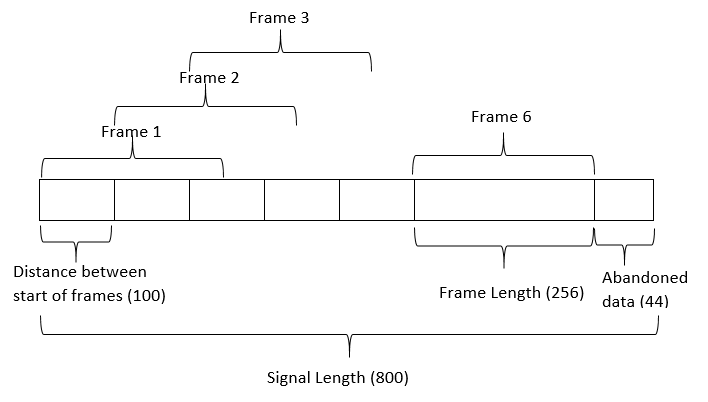 Frame 3
Frame 2
Frame 1
Frame 6
Distance between
start of frames (100)
Frame Length (256)
Abandoned
data (44)
Signal Length (800)